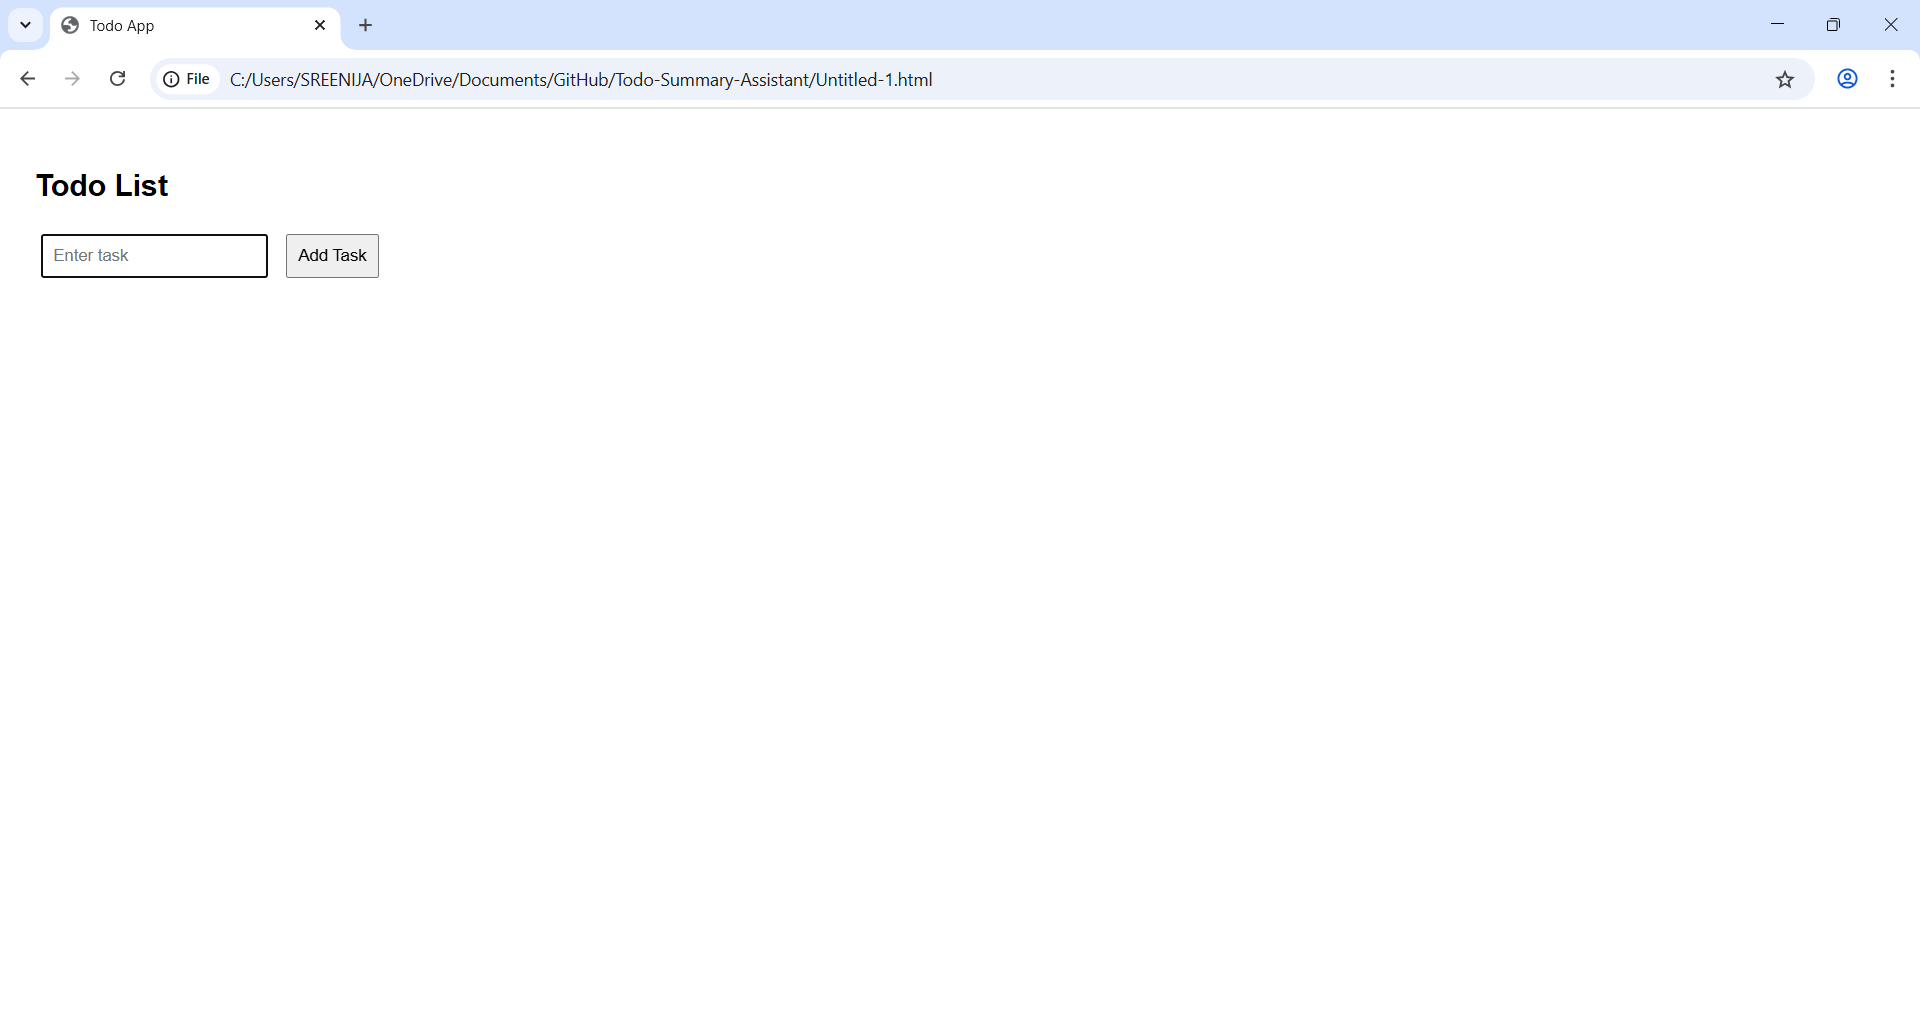 Todo App
File C:/Users/SREENIJA/OneDrive/Documents/GitHub/Todo-Summary-Assistant/Untitled-1.html
Todo List
Enter task Add Task